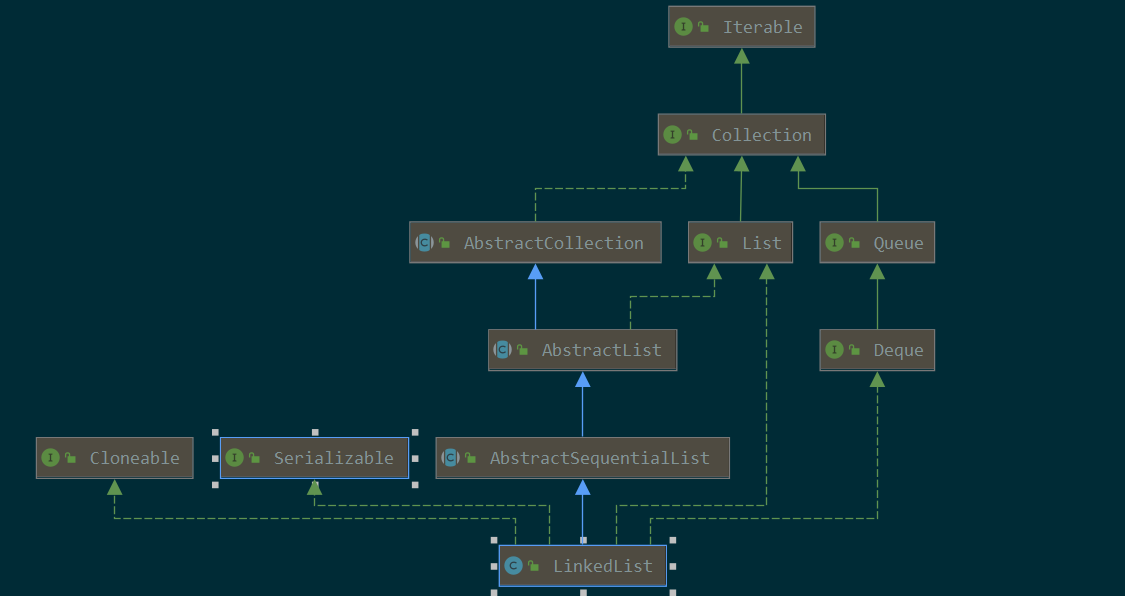 Iterable
Collection
AbstractCollection
List
Queue
AbstractList
Deque
Cloneable
Serializable
AbstractSequentialList
LinkedList